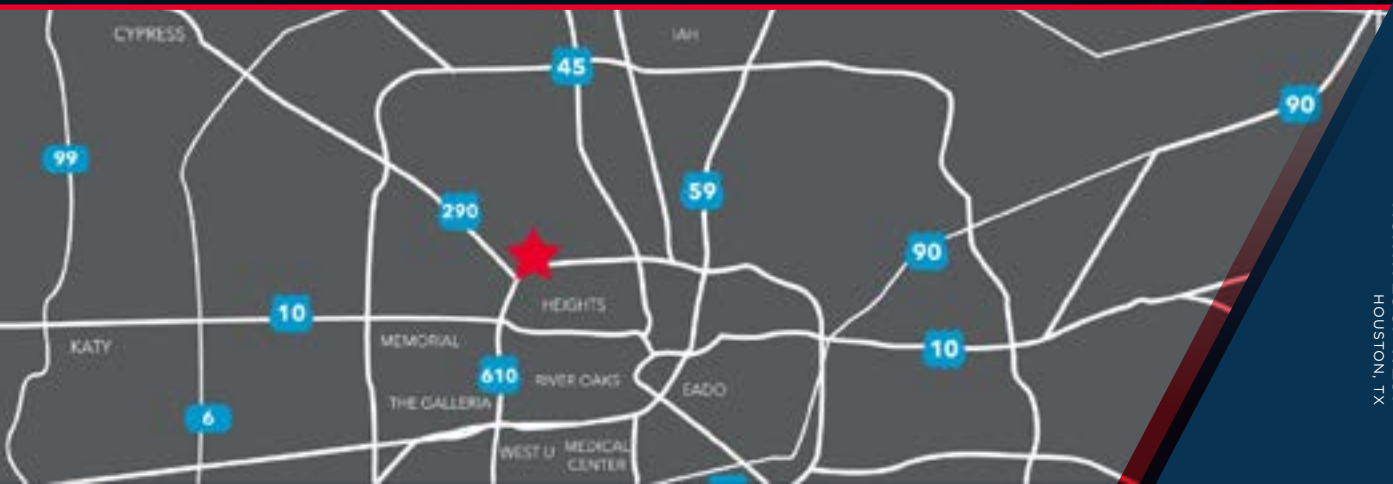 CYPRESS
IAH
45
90
99
59
290
90
HEIGHTS
10
MEMORIAL
KATY
10
610
RIVER OAKS
EADO
THE GALLERIA
6
WEST U
MEDICAL
CENTER
HOUSTON, TX